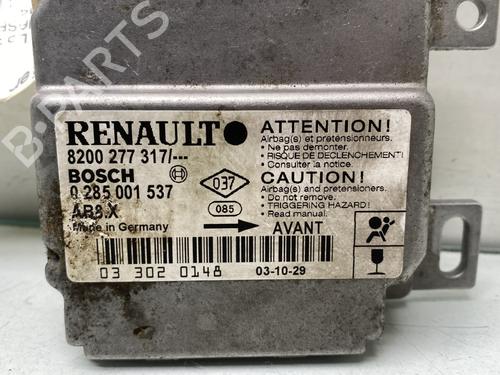 B-PARTS
RENAULT
8200 277 317/---
BOSCH
0 285 001 537
AB8.X
Made in Germany
037
085
AVANT
ATTENTION!
Airbag(s) et pretensionneurs.
• Ne pas démonter.
• RISQUE DE DECLENCHEMENT!
• Consulter la notice.
CAUTION!
Airbag(s) and pretensioners.
• Do not remove.
• TRIGGERING HAZARD!
• Read manual.
03 302 0148
03-10-29